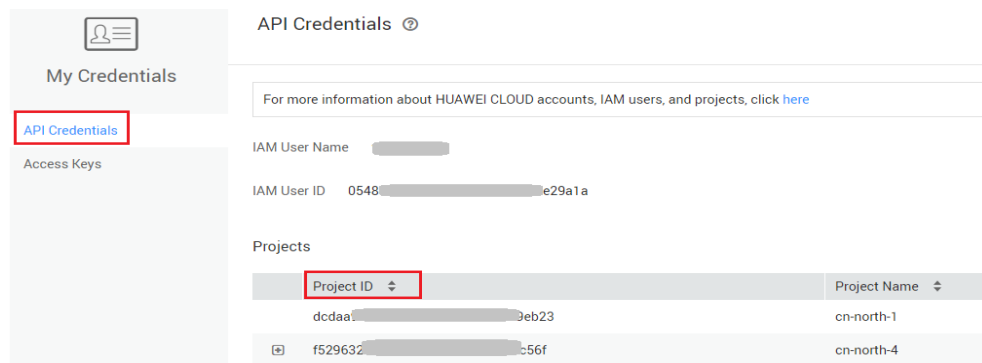 API Credentials
My Credentials
For more information about HUAWEI CLOUD accounts, IAM users, and projects, click here
API Credentials
IAM User Name
Access Keys
IAM User ID 0548 e29a1a
Projects
Project ID Project Name
dcdaa 9eb23 cn-north-1
f529632 c56f cn-north-4